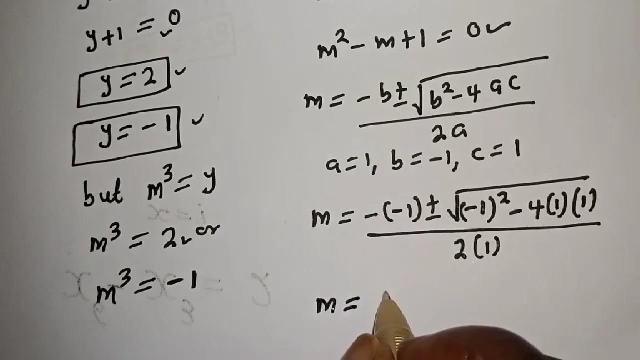 y+1 = 0
y = 2
y = -1
but m³ = y
m³ = 2 or
m³ = -1
m² - m + 1 = 0
m = -b ± √(b² - 4ac) / 2a
a = 1, b = -1, c = 1
m = -(-1) ± √((-1)² - 4(1)(1)) / 2(1)
m =